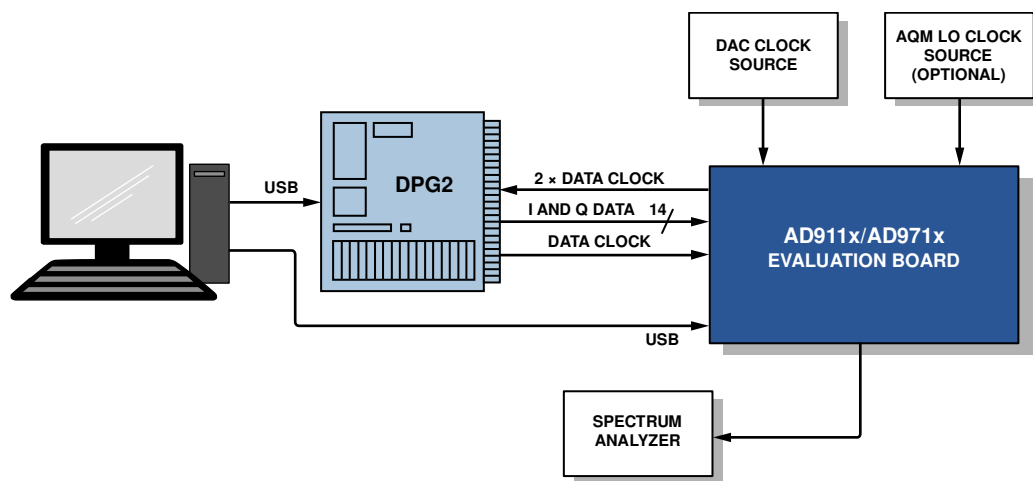 DAC CLOCK
SOURCE
AQM LO CLOCK
SOURCE
(OPTIONAL)
USB
DPG2
2 × DATA CLOCK
I AND Q DATA 14
DATA CLOCK
AD911x/AD971x
EVALUATION BOARD
USB
SPECTRUM
ANALYZER